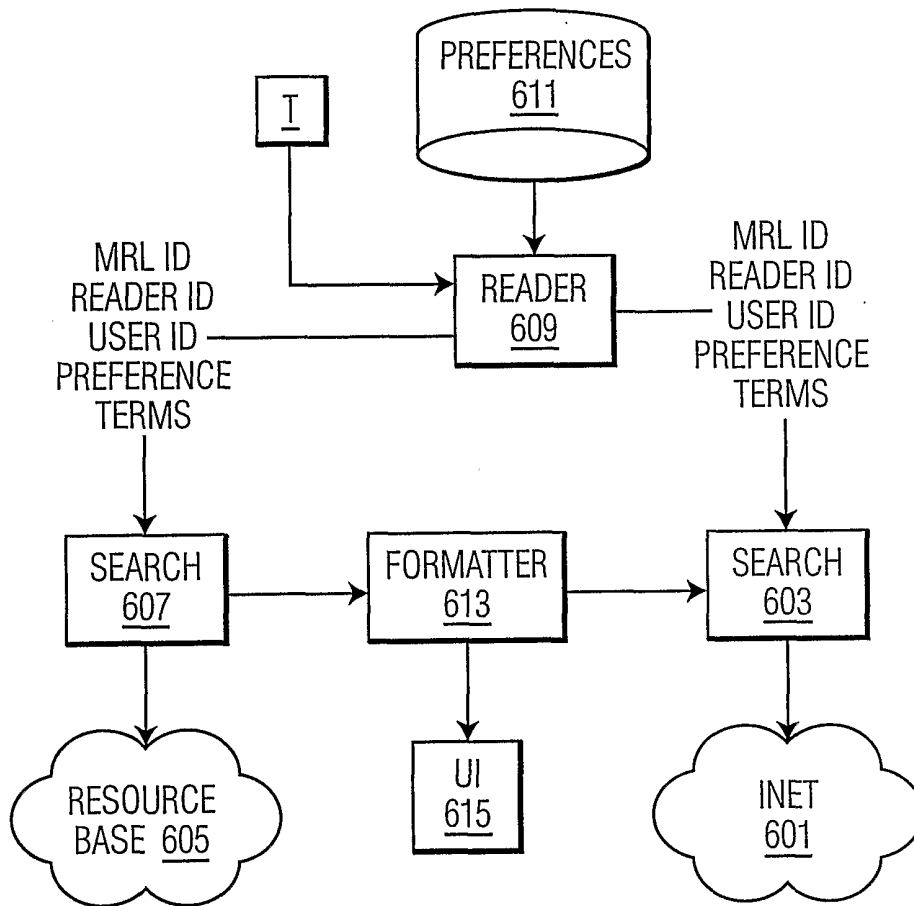 PREFERENCES
611
T
MRL ID
READER ID
USER ID
PREFERENCE
TERMS
READER
609
MRL ID
READER ID
USER ID
PREFERENCE
TERMS
SEARCH
607
FORMATTER
613
SEARCH
603
RESOURCE
BASE 605
UI
615
INET
601